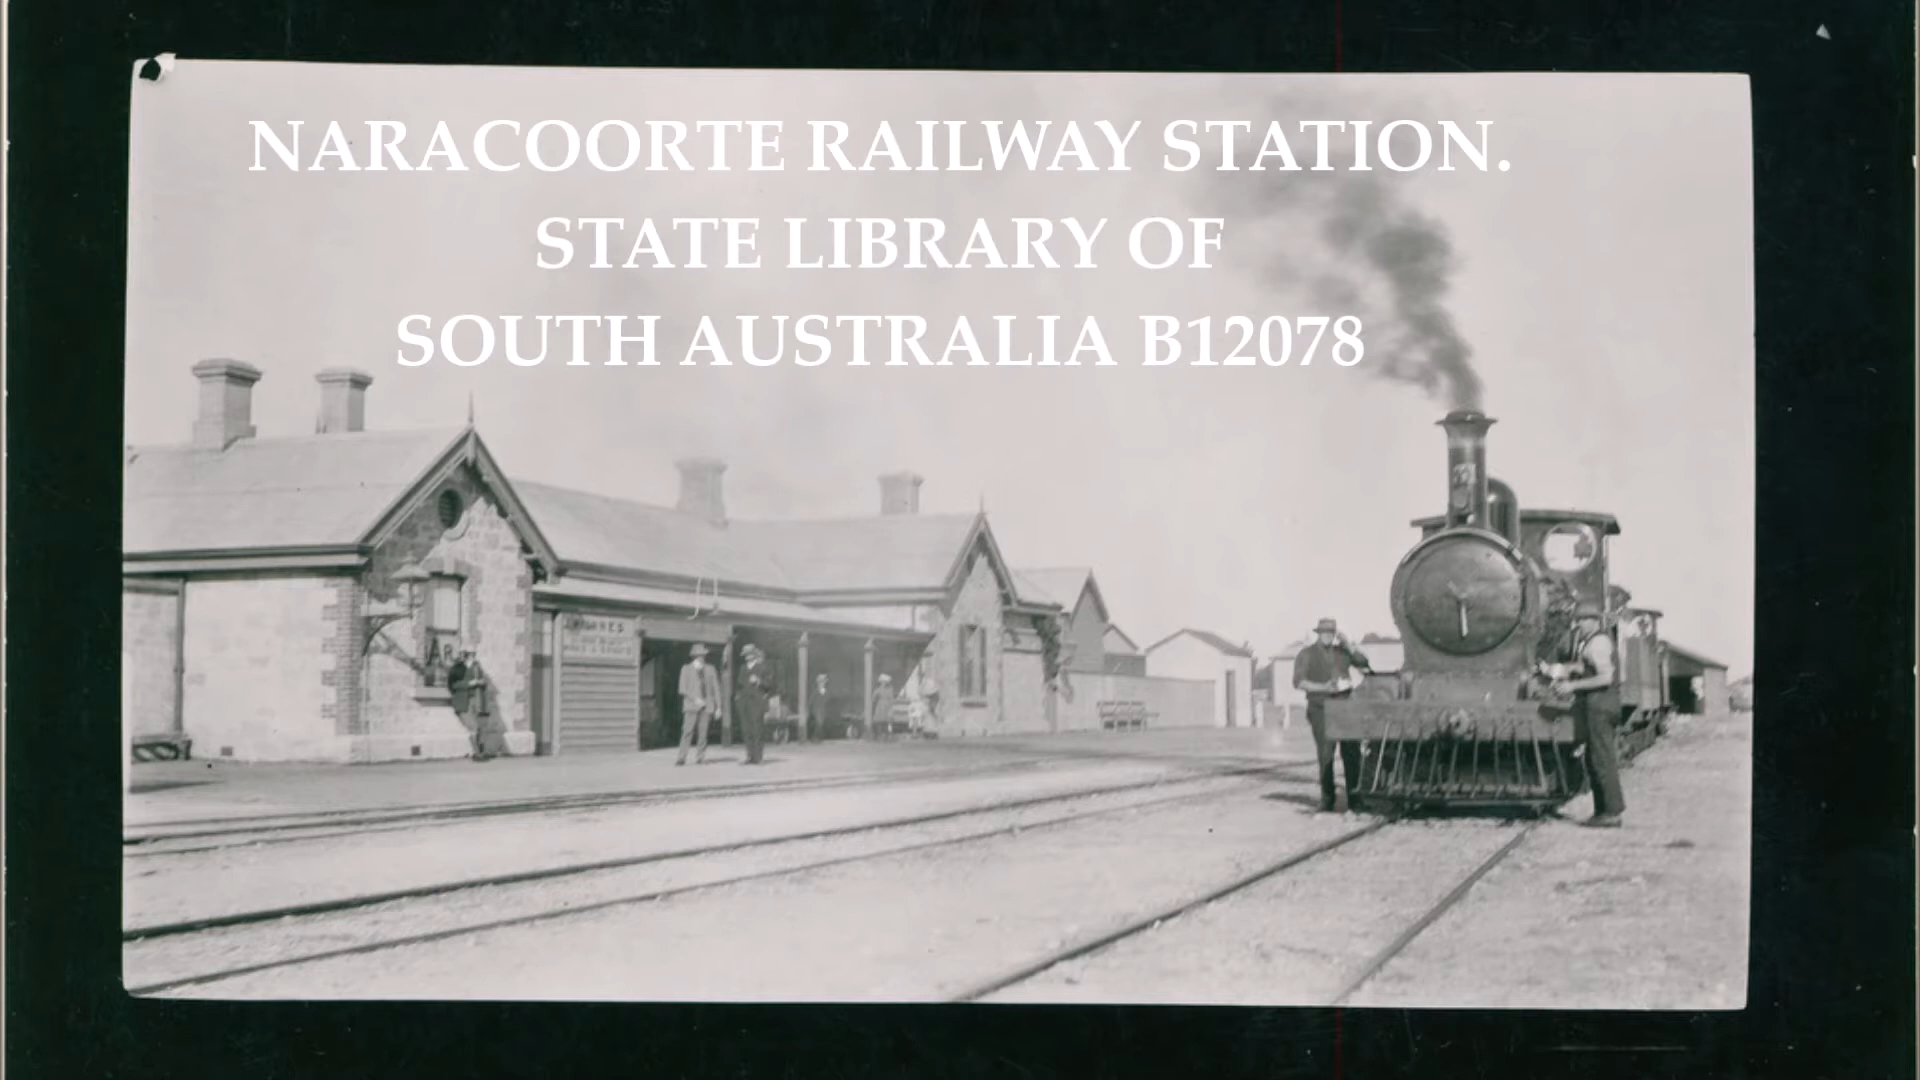 NARACOORTE RAILWAY STATION.
STATE LIBRARY OF
SOUTH AUSTRALIA B12078